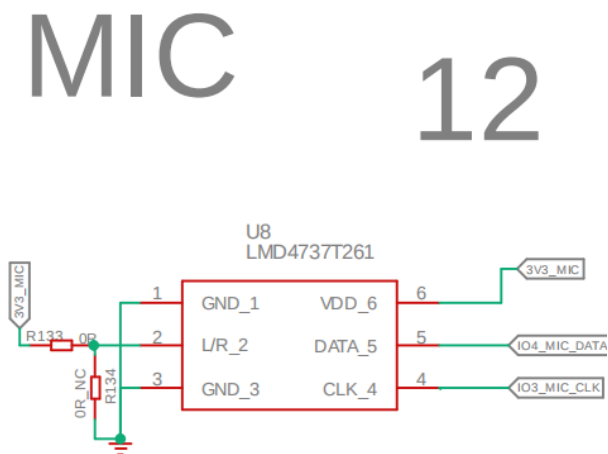 MIC
12
U8
LMD4737T261
3V3_MIC
R133 0R
0R_NC
R134
1 GND_1 VDD_6 6
3V3_MIC
2 L/R_2 DATA_5 5
IO4_MIC_DATA
3 GND_3 CLK_4 4
IO3_MIC_CLK